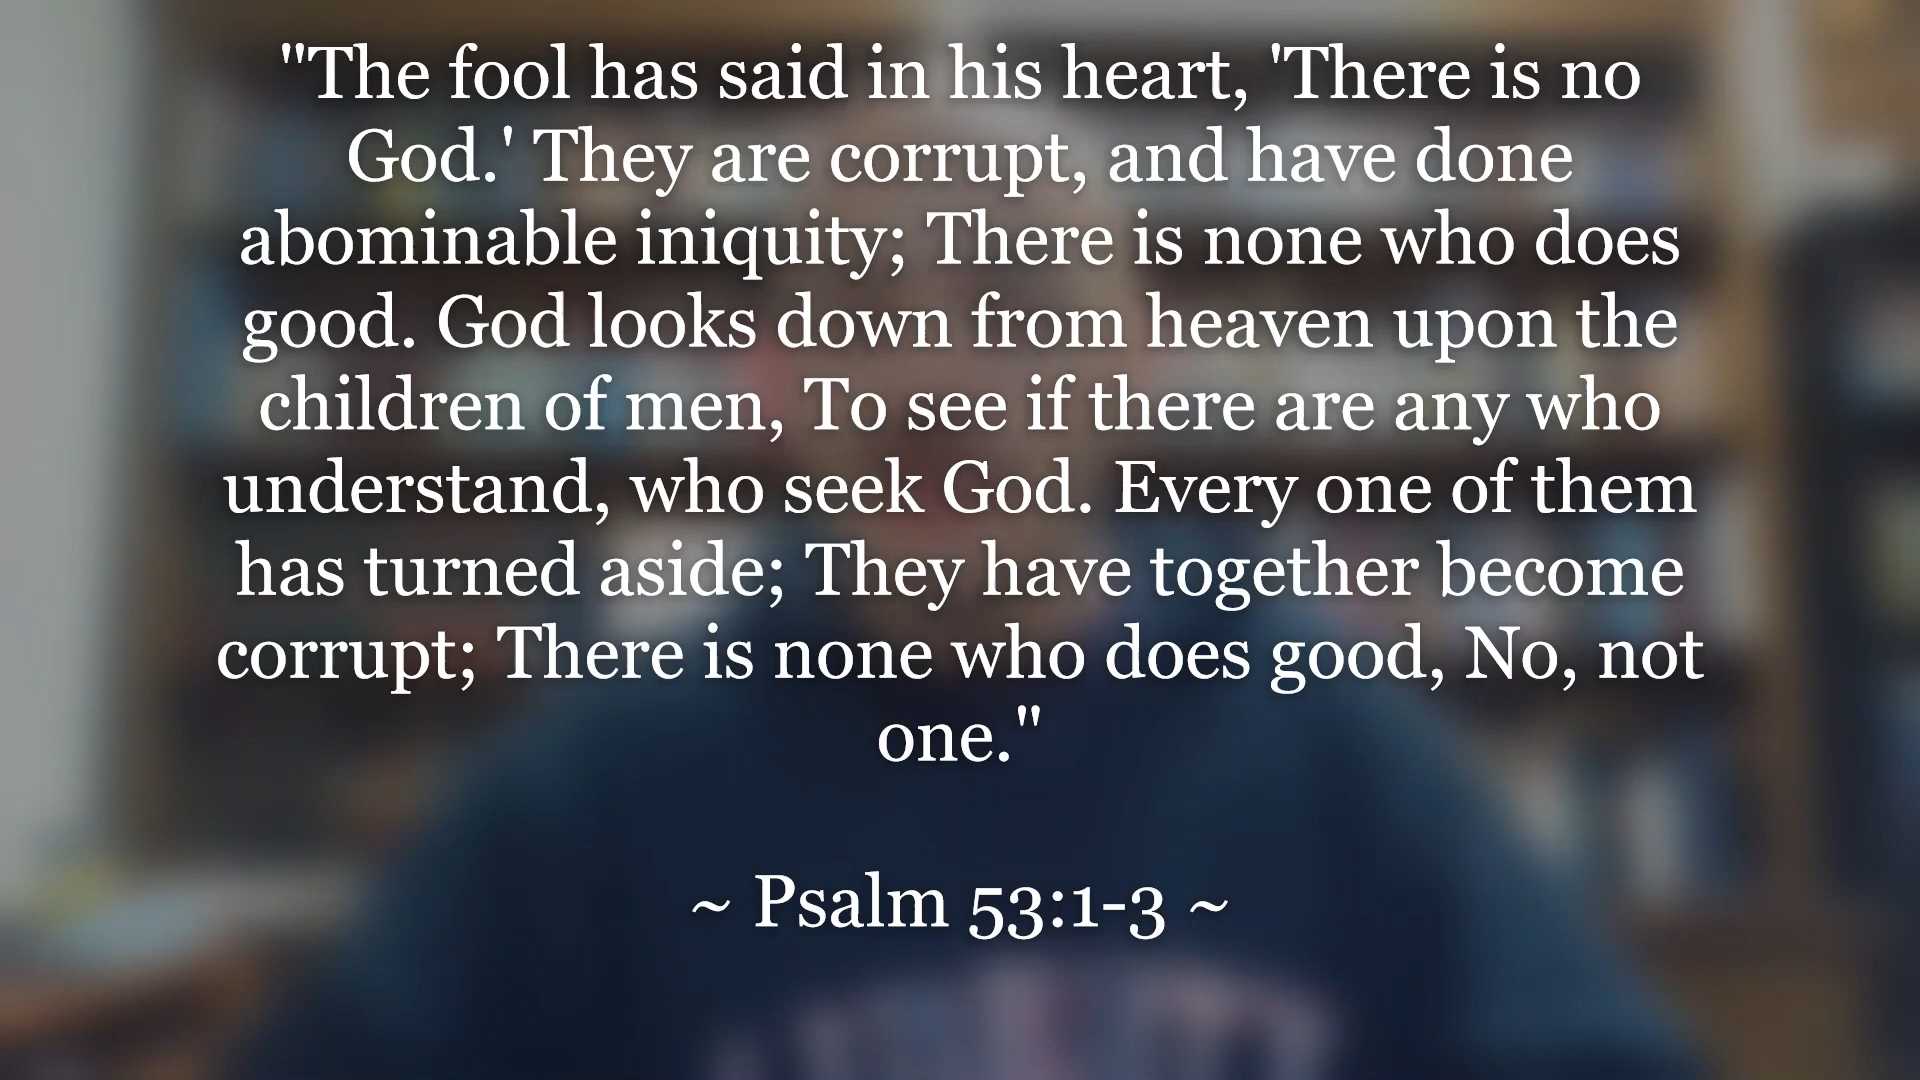 "The fool has said in his heart, 'There is no
God.' They are corrupt, and have done
abominable iniquity; There is none who does
good. God looks down from heaven upon the
children of men, To see if there are any who
understand, who seek God. Every one of them
has turned aside; They have together become
corrupt; There is none who does good, No, not
one."
~ Psalm 53:1-3 ~